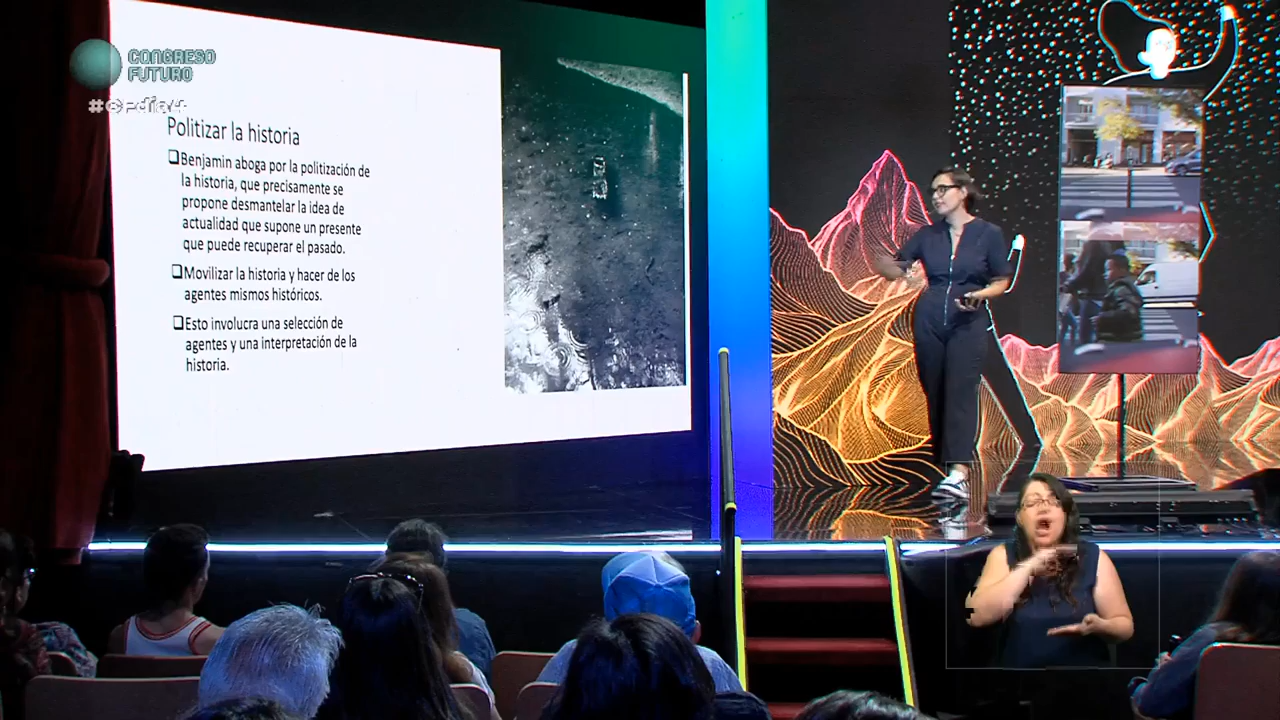 CONGRESO
FUTURO
Politizar la historia
❑Benjamin aboga por la politización de
la historia, que precisamente se
propone desmantelar la idea de
actualidad que supone un presente
que puede recuperar el pasado.
❑Movilizar la historia y hacer de los
agentes mismos históricos.
❑Esto involucra una selección de
agentes y una interpretación de la
historia.